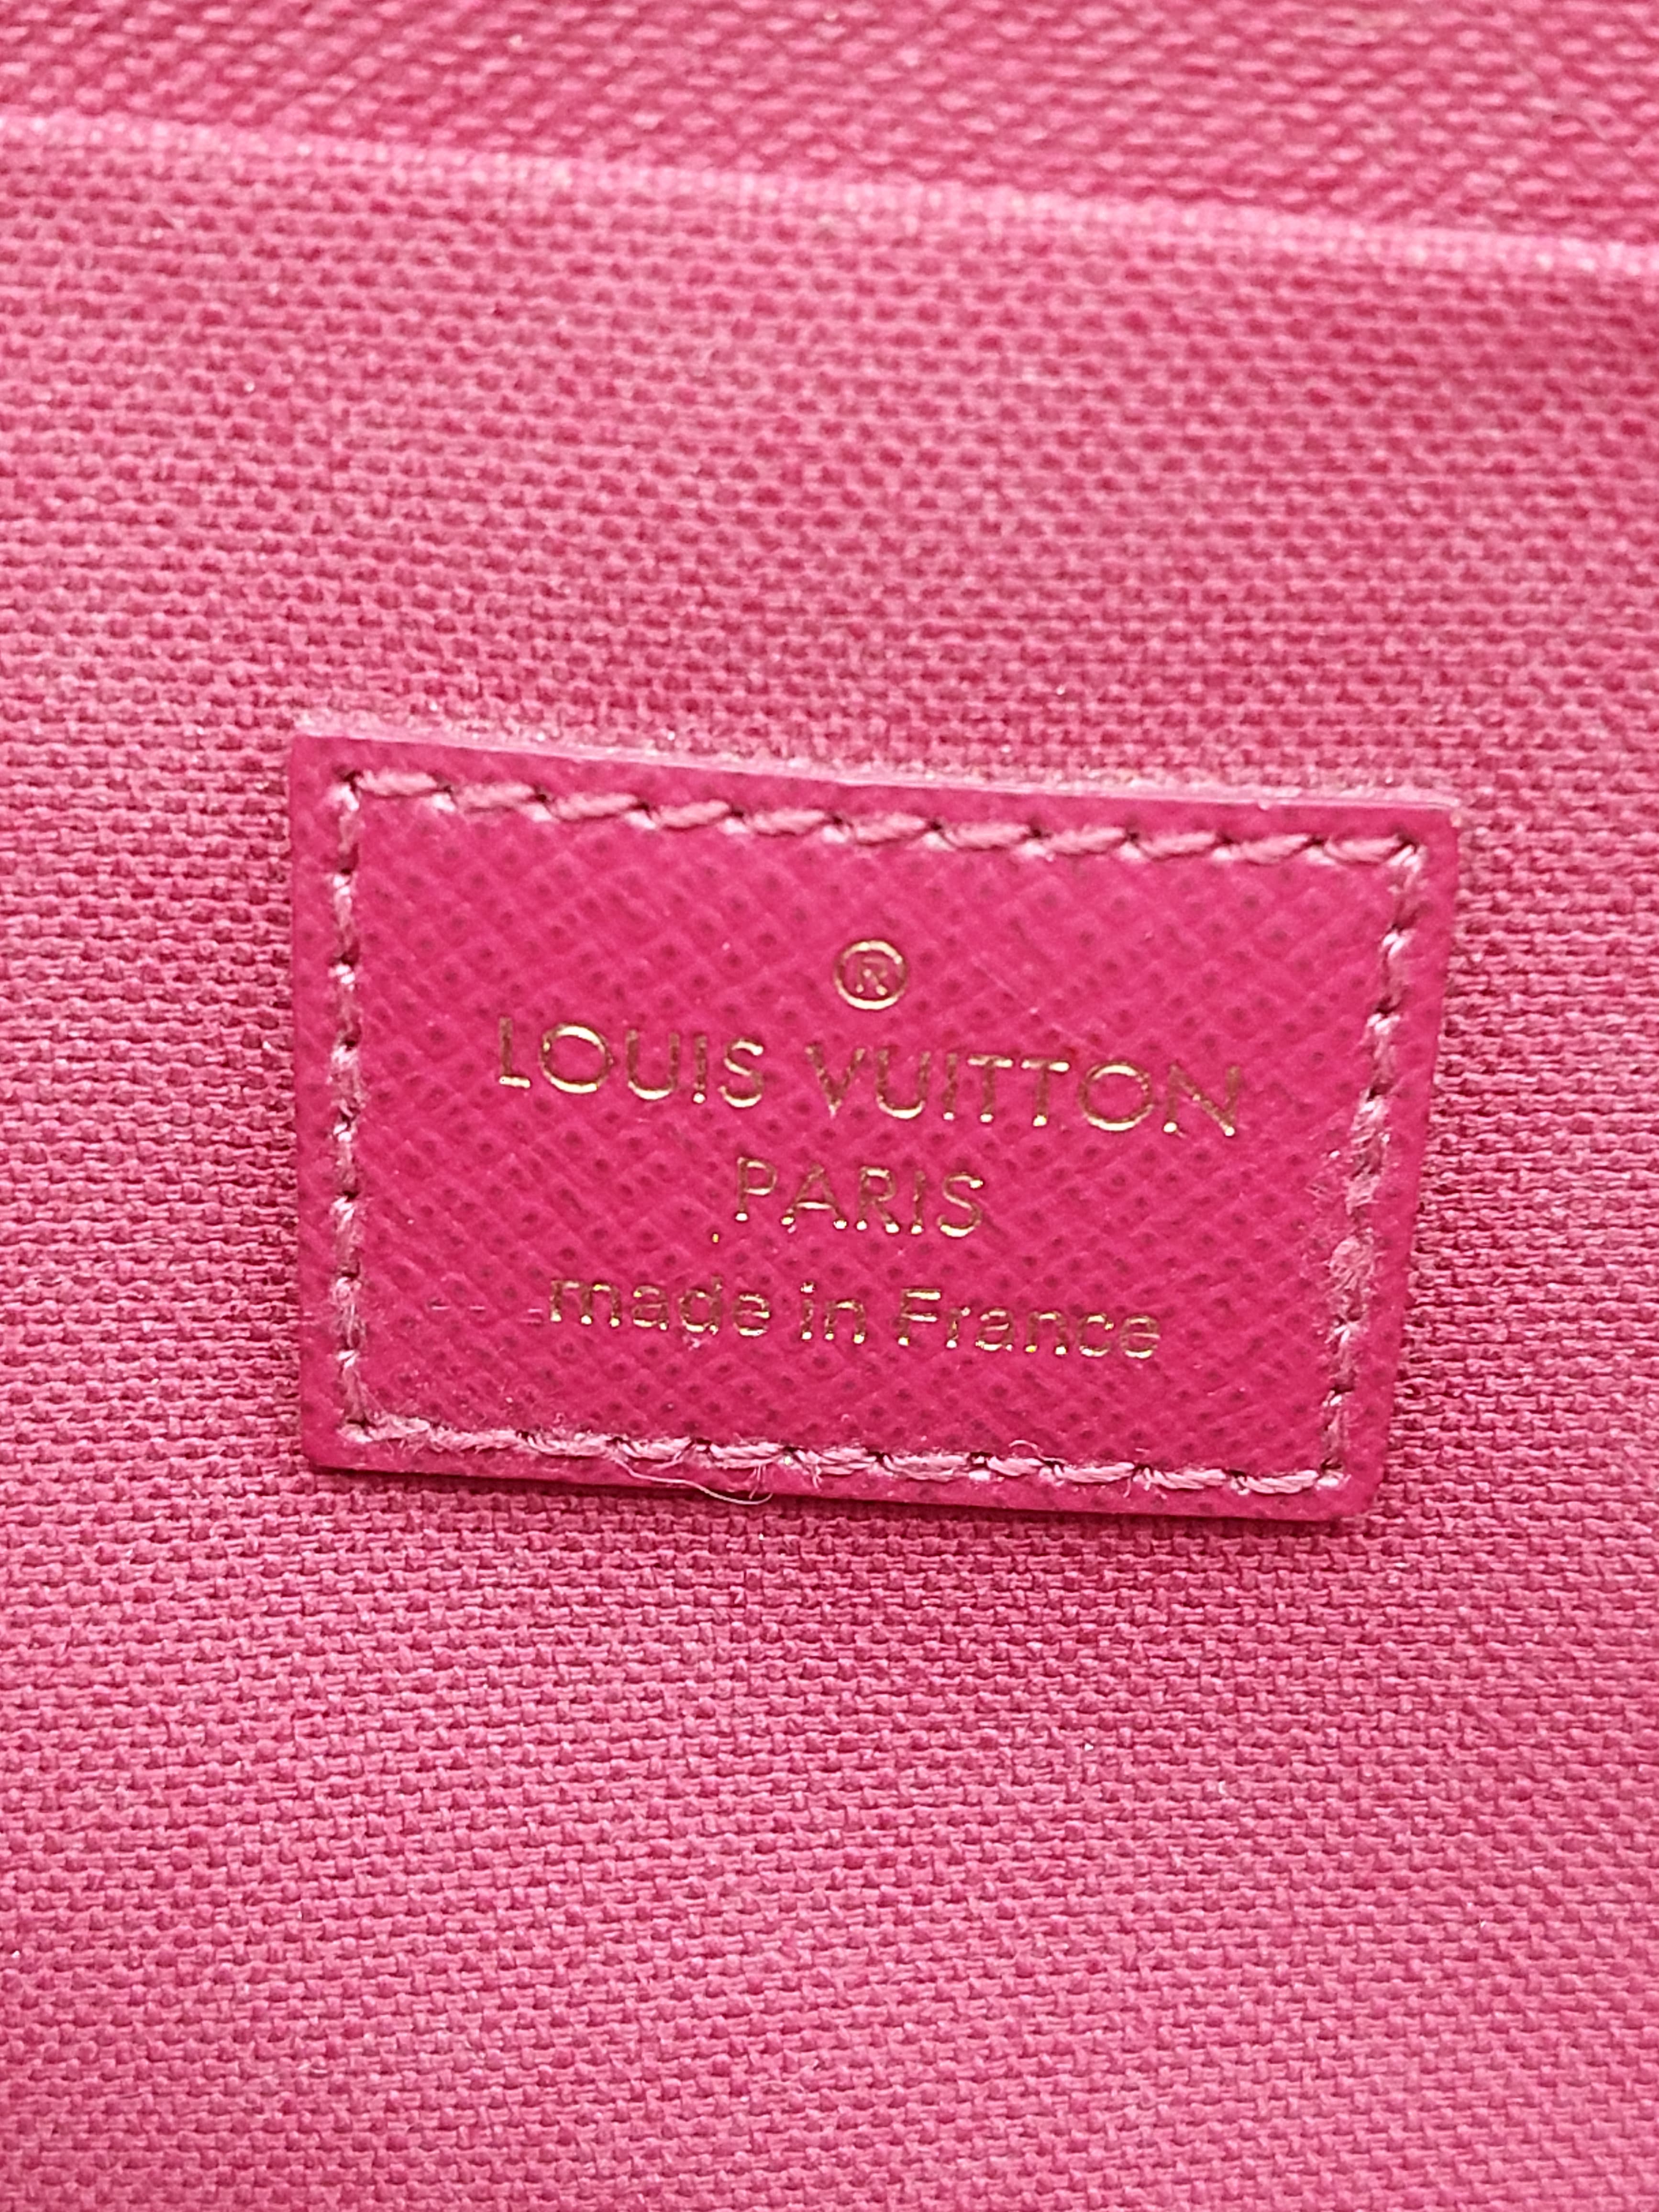 ®
LOUIS VUITTON
PARIS
made in France